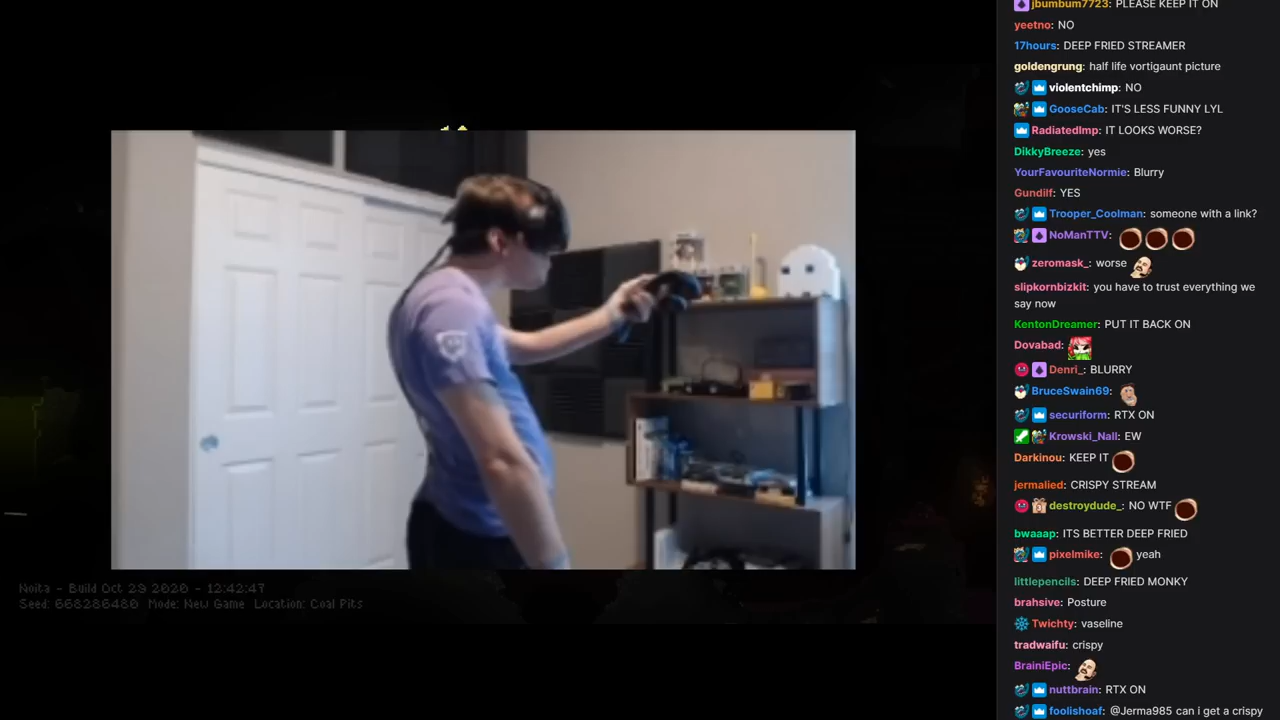 jbumbum7723: PLEASE KEEP IT ON
yeetno: NO
17hours: DEEP FRIED STREAMER
goldengrung: half life vortigaunt picture
violentchimp: NO
GooseCab: IT'S LESS FUNNY LYL
RadiatedImp: IT LOOKS WORSE?
DikkyBreeze: yes
YourFavouriteNormie: Blurry
Gundilf: YES
Trooper_Coolman: someone with a link?
NoManTTV:
zeromask_: worse
slipkornbizkit: you have to trust everything we
say now
KentonDreamer: PUT IT BACK ON
Dovabad:
Denri_: BLURRY
BruceSwain69:
securiform: RTX ON
Krowski_Nall: EW
Darkinou: KEEP IT
jermalied: CRISPY STREAM
destroydude_: NO WTF
bwaaap: ITS BETTER DEEP FRIED
pixelmike: yeah
littlepencils: DEEP FRIED MONKY
brahsive: Posture
Twichty: vaseline
tradwaifu: crispy
BrainiEpic:
nuttbrain: RTX ON
foolishoaf: @Jerma985 can i get a crispy
Noita - Build Oct 29 2020 - 12:42:47
Seed: 668286480 Mode: New Game Location: Coal Pits